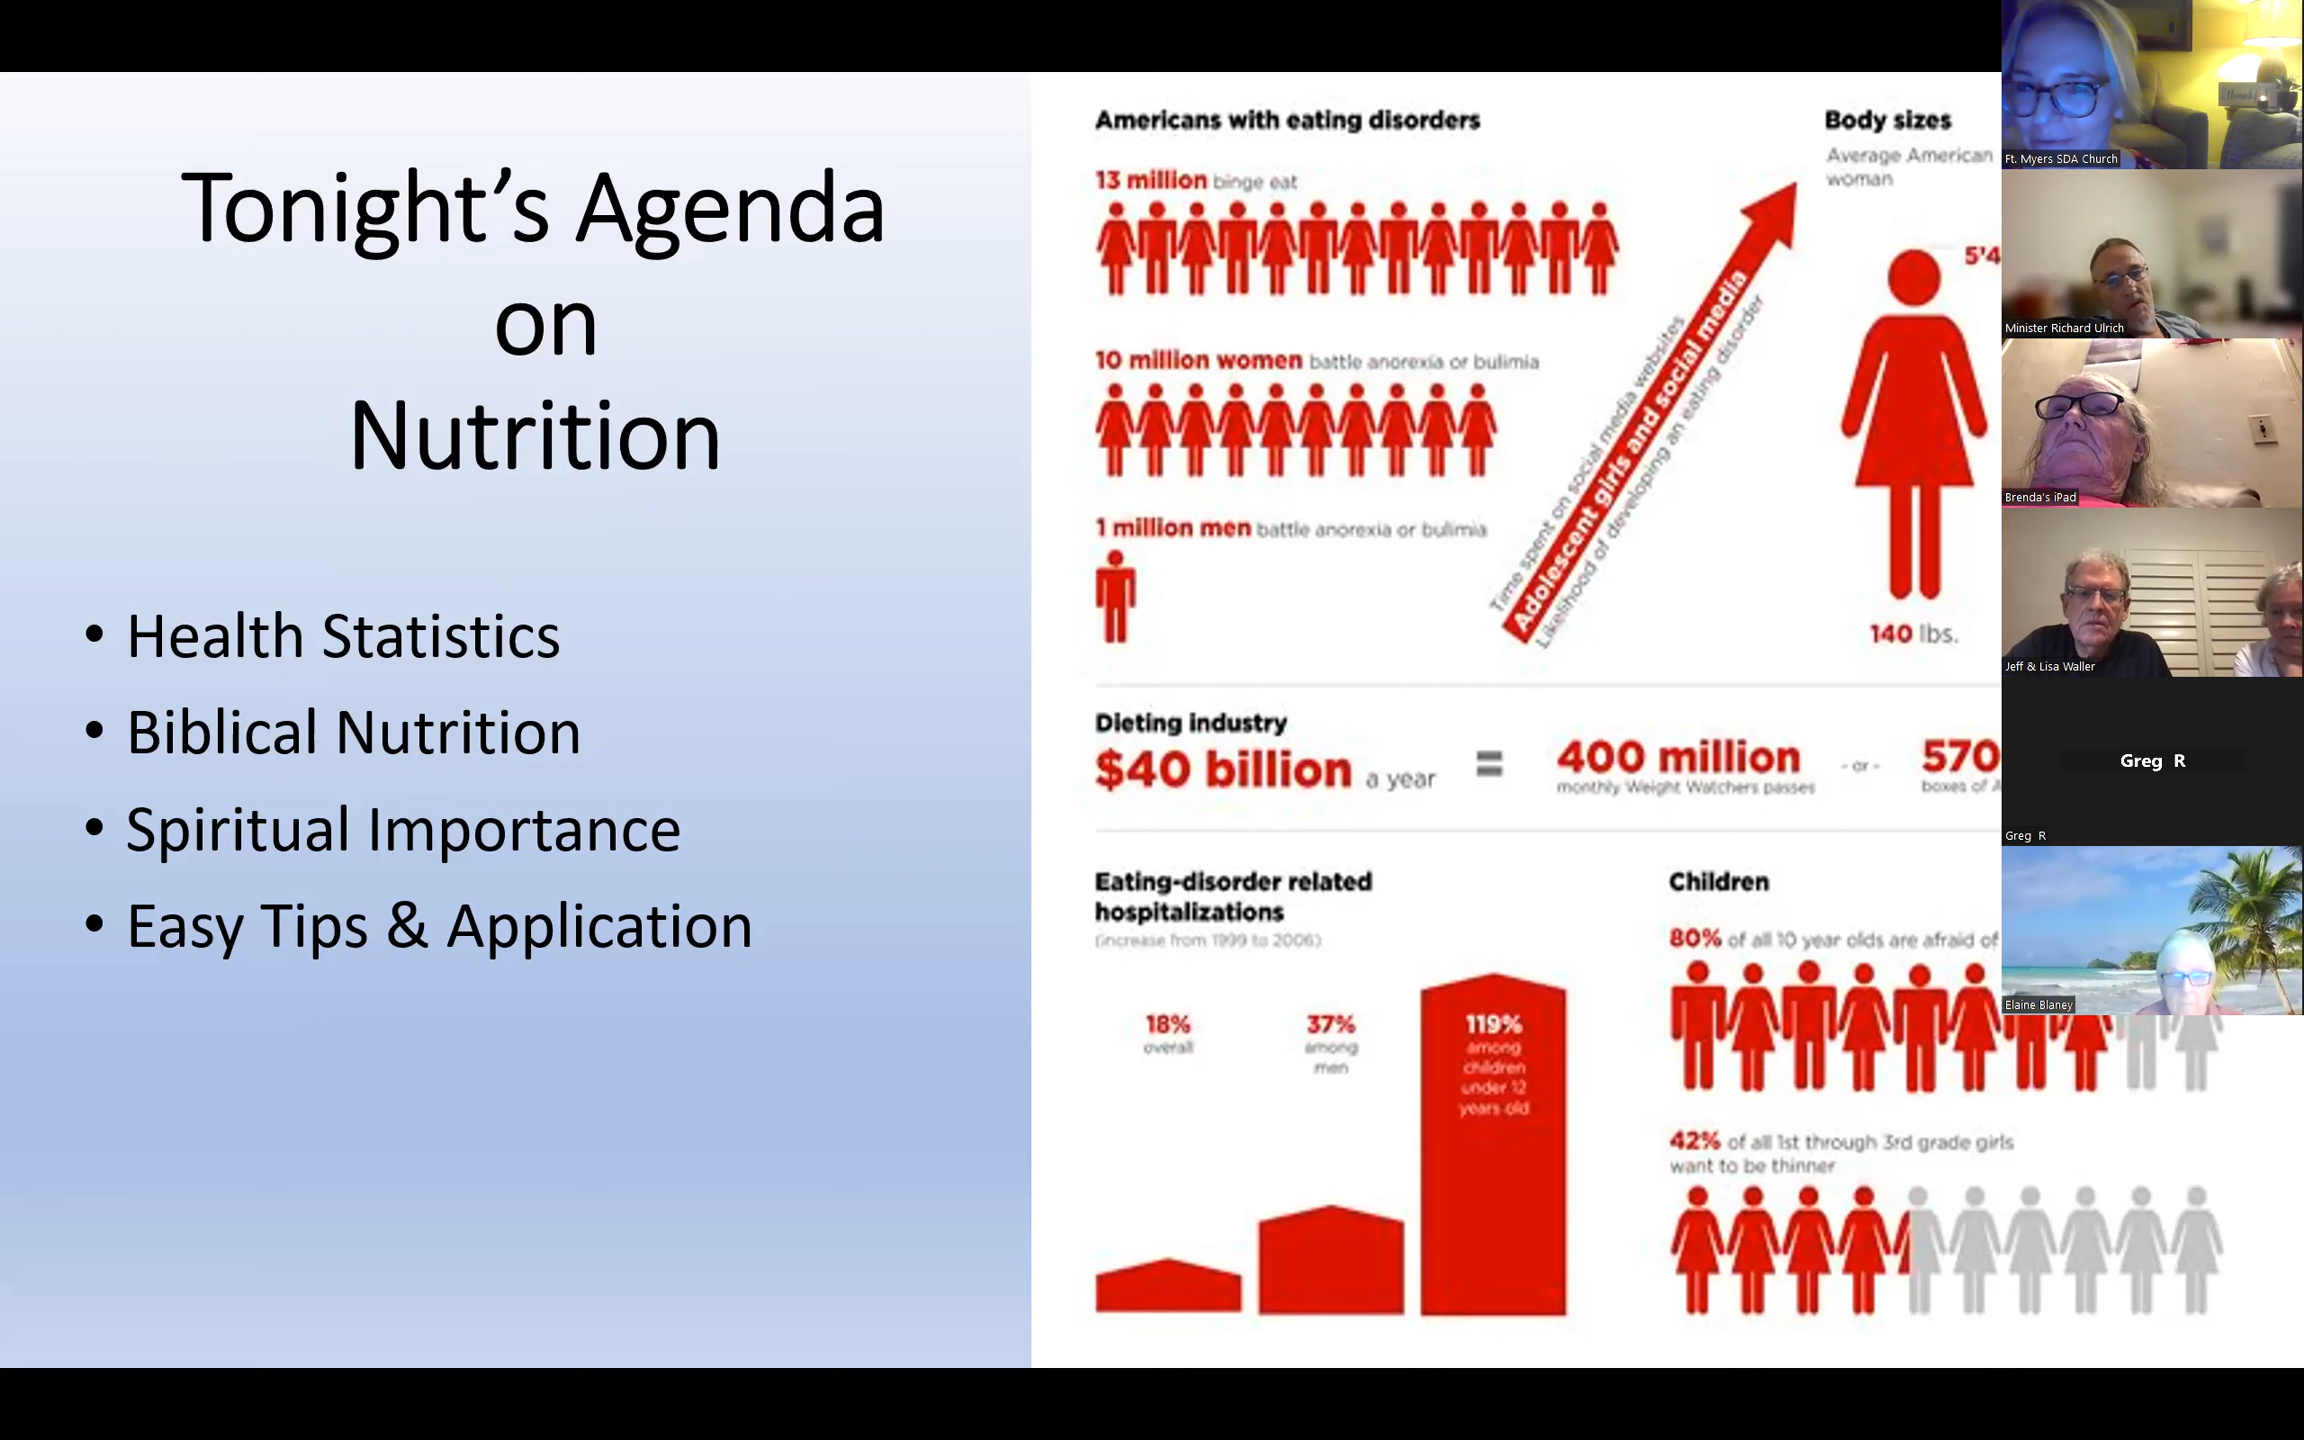 Tonight's Agenda
on
Nutrition
• Health Statistics
• Biblical Nutrition
• Spiritual Importance
• Easy Tips & Application
Americans with eating disorders
13 million binge eat
10 million women battle anorexia or bulimia
1 million men battle anorexia or bulimia
Time spent on social media websites
Adolescent girls and social media
Likelihood of developing an eating disorder
Body sizes
Average American
woman
5'4
140 lbs.
Dieting industry
$40 billion a year
=
400 million
monthly Weight Watchers passes
- or -
570
boxes of
Eating-disorder related
hospitalizations
(increase from 1999 to 2006)
18%
overall
37%
among
men
119%
among
children
under 12
years old
Children
80% of all 10 year olds are afraid of
42% of all 1st through 3rd grade girls
want to be thinner
Ft. Myers SDA Church
Minister Richard Ulrich
Brenda's iPad
Jeff & Lisa Waller
Greg R
Greg R
Elaine Blaney